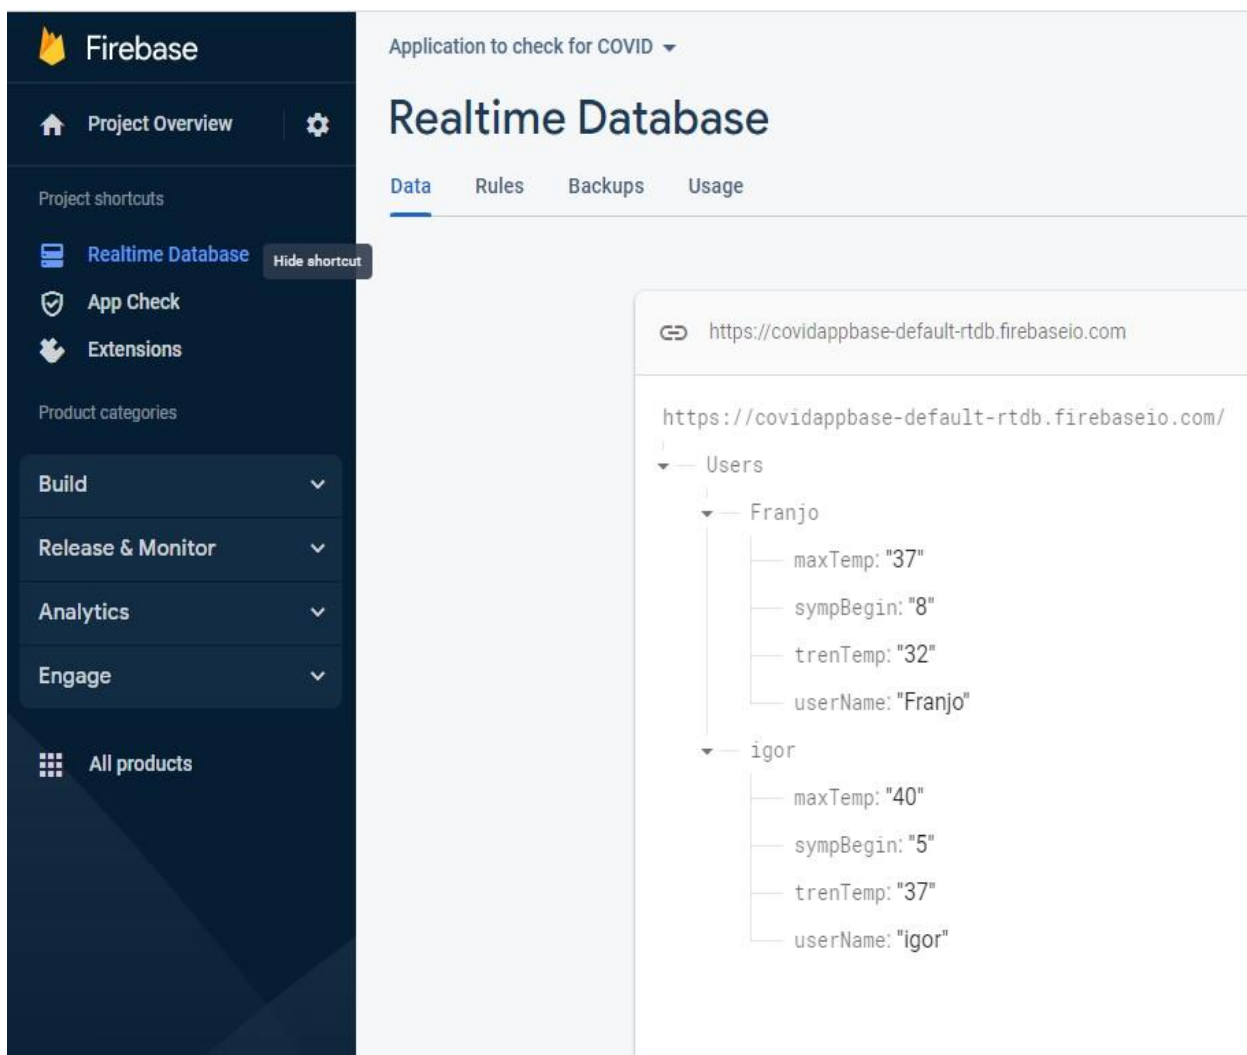 Firebase
Project Overview
Project shortcuts
Realtime Database
Hide shortcut
App Check
Extensions
Product categories
Build
Release & Monitor
Analytics
Engage
All products
Application to check for COVID
Realtime Database
Data Rules Backups Usage
https://covidappbase-default-rtdb.firebaseio.com
https://covidappbase-default-rtdb.firebaseio.com/
Users
Franjo
maxTemp: "37"
sympBegin: "8"
trenTemp: "32"
userName: "Franjo"
igor
maxTemp: "40"
sympBegin: "5"
trenTemp: "37"
userName: "igor"